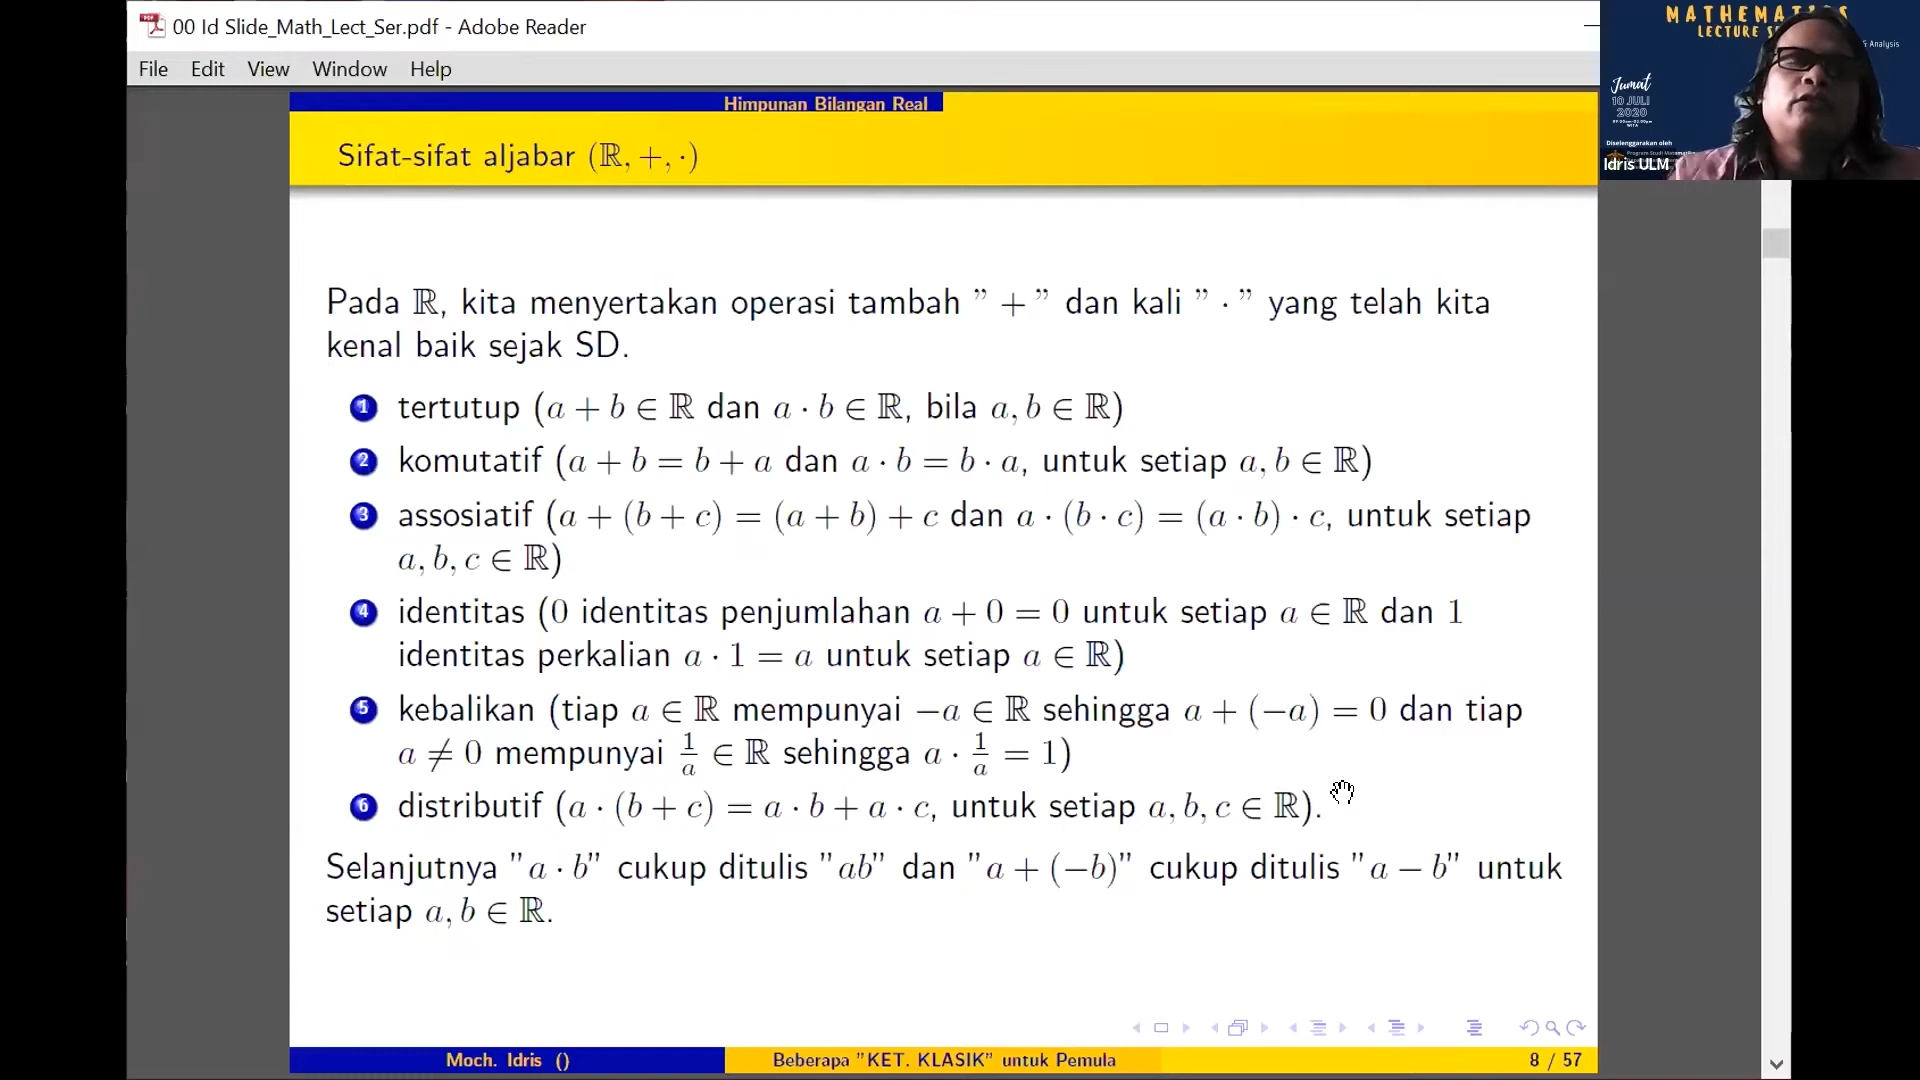 00 Id Slide_Math_Lect_Ser.pdf - Adobe Reader
File Edit View Window Help
MATHEMATICS
LECTURE S
& Analysis
Jumat
10 JULI
2020
Diselenggarakan oleh
Idris ULM
Himpunan Bilangan Real
Sifat-sifat aljabar (ℝ, +, ·)
Pada ℝ, kita menyertakan operasi tambah ” + ” dan kali ” · ” yang telah kita
kenal baik sejak SD.
1 tertutup (a + b ∈ ℝ dan a · b ∈ ℝ, bila a, b ∈ ℝ)
2 komutatif (a + b = b + a dan a · b = b · a, untuk setiap a, b ∈ ℝ)
3 assosiatif (a + (b + c) = (a + b) + c dan a · (b · c) = (a · b) · c, untuk setiap
a, b, c ∈ ℝ)
4 identitas (0 identitas penjumlahan a + 0 = 0 untuk setiap a ∈ ℝ dan 1
identitas perkalian a · 1 = a untuk setiap a ∈ ℝ)
5 kebalikan (tiap a ∈ ℝ mempunyai −a ∈ ℝ sehingga a + (−a) = 0 dan tiap
a ≠ 0 mempunyai 1/a ∈ ℝ sehingga a · 1/a = 1)
6 distributif (a · (b + c) = a · b + a · c, untuk setiap a, b, c ∈ ℝ).
Selanjutnya ”a · b” cukup ditulis ”ab” dan ”a + (−b)” cukup ditulis ”a − b” untuk
setiap a, b ∈ ℝ.
Moch. Idris () Beberapa ”KET. KLASIK” untuk Pemula 8 / 57